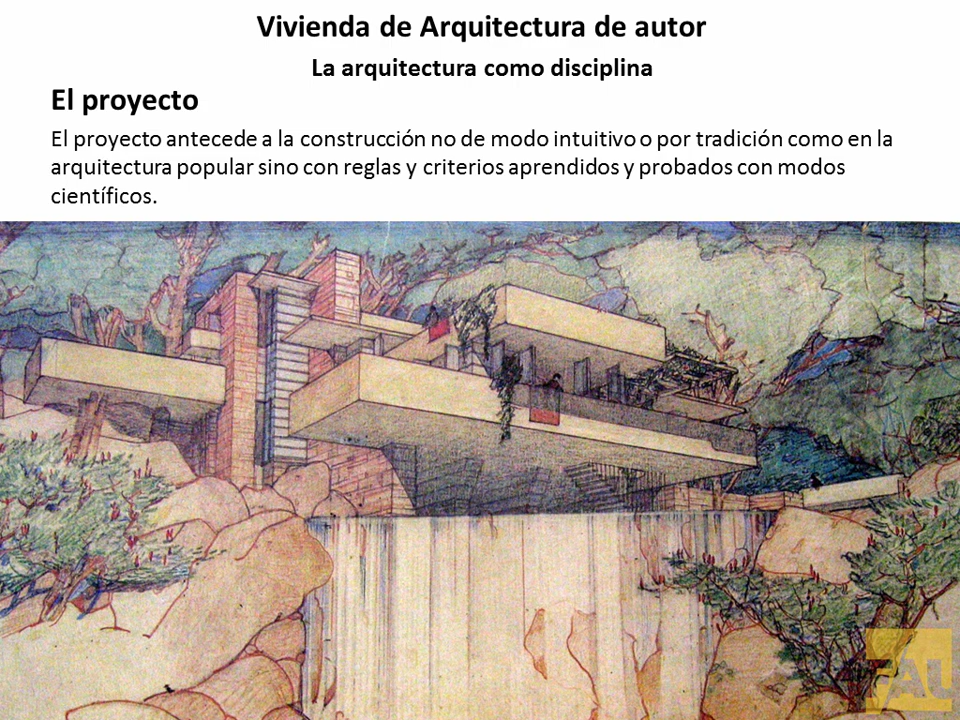 Vivienda de Arquitectura de autor
La arquitectura como disciplina
El proyecto
El proyecto antecede a la construcción no de modo intuitivo o por tradición como en la
arquitectura popular sino con reglas y criterios aprendidos y probados con modos
científicos.
FAU